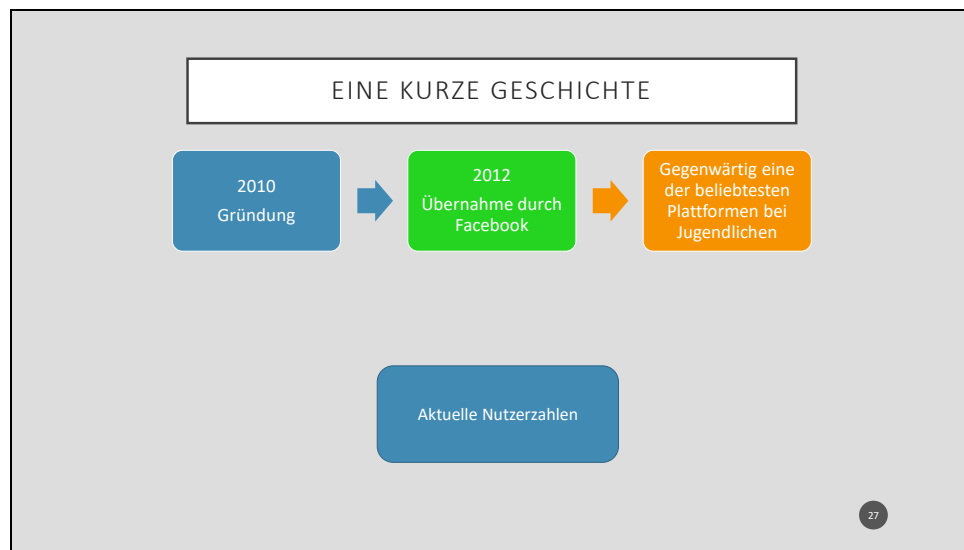 EINE KURZE GESCHICHTE
2010
Gründung
2012
Übernahme durch
Facebook
Gegenwärtig eine
der beliebtesten
Plattformen bei
Jugendlichen
Aktuelle Nutzerzahlen
27